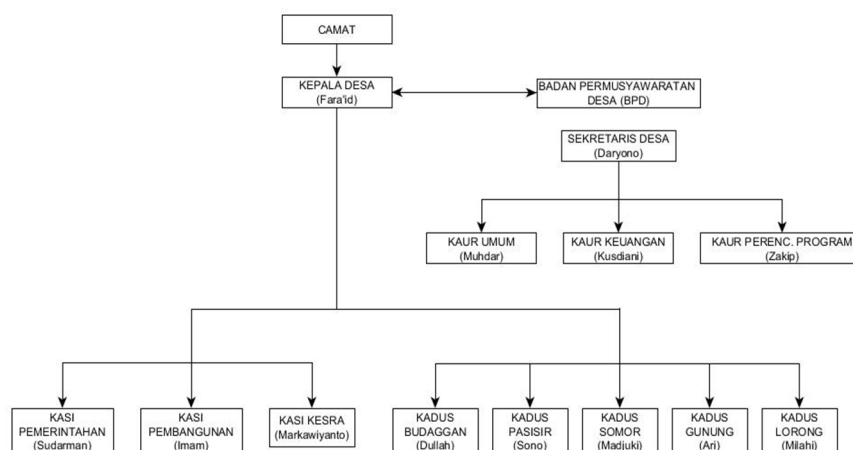 CAMAT
KEPALA DESA
(Fara'id)
BADAN PERMUSYAWARATAN
DESA (BPD)
SEKRETARIS DESA
(Daryono)
KAUR UMUM
(Muhdar)
KAUR KEUANGAN
(Kusdiani)
KAUR PERENC. PROGRAM
(Zakip)
KASI
PEMERINTAHAN
(Sudarman)
KASI
PEMBANGUNAN
(Imam)
KASI KESRA
(Markawiyanto)
KADUS
BUDAGGAN
(Dullah)
KADUS
PASISIR
(Sono)
KADUS
SOMOR
(Madjuki)
KADUS
GUNUNG
(Ari)
KADUS
LORONG
(Milahi)